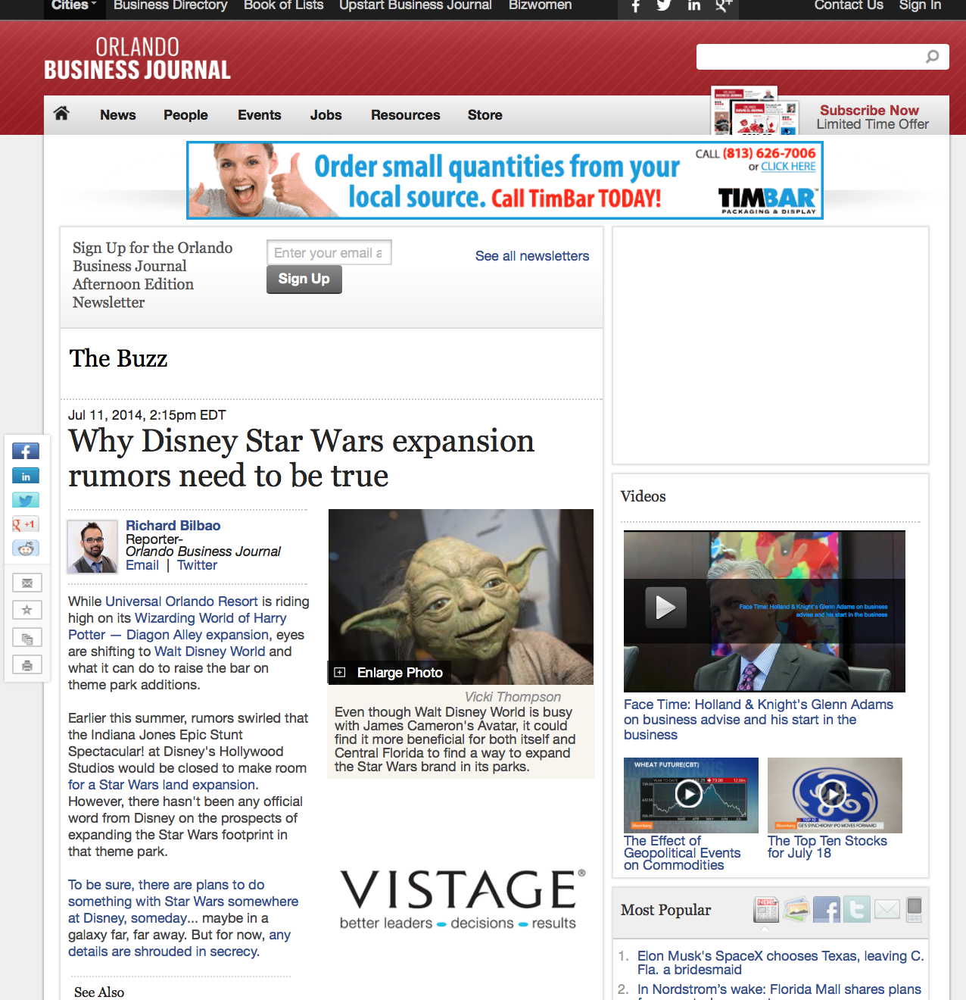 Cities
Business Directory
Book of Lists
Upstart Business Journal
Bizwomen
Contact Us
Sign In
ORLANDO
BUSINESS JOURNAL
News
People
Events
Jobs
Resources
Store
Subscribe Now
Limited Time Offer
Order small quantities from your
local source. Call TimBar TODAY!
CALL (813) 626-7006
or CLICK HERE
TIMBAR™
PACKAGING & DISPLAY
Sign Up for the Orlando
Business Journal
Afternoon Edition
Newsletter
Enter your email a
Sign Up
See all newsletters
The Buzz
Jul 11, 2014, 2:15pm EDT
Why Disney Star Wars expansion
rumors need to be true
Richard Bilbao
Reporter-
Orlando Business Journal
Email | Twitter
While Universal Orlando Resort is riding
high on its Wizarding World of Harry
Potter — Diagon Alley expansion, eyes
are shifting to Walt Disney World and
what it can do to raise the bar on
theme park additions.
Earlier this summer, rumors swirled that
the Indiana Jones Epic Stunt
Spectacular! at Disney's Hollywood
Studios would be closed to make room
for a Star Wars land expansion.
However, there hasn't been any official
word from Disney on the prospects of
expanding the Star Wars footprint in
that theme park.
To be sure, there are plans to do
something with Star Wars somewhere
at Disney, someday... maybe in a
galaxy far, far away. But for now, any
details are shrouded in secrecy.
See Also
Enlarge Photo
Vicki Thompson
Even though Walt Disney World is busy
with James Cameron's Avatar, it could
find it more beneficial for both itself and
Central Florida to find a way to expand
the Star Wars brand in its parks.
VISTAGE®
better leaders decisions results
Videos
Face Time: Holland & Knight's Glenn Adams on business
advise and his start in the business
Face Time: Holland & Knight's Glenn Adams
on business advise and his start in the
business
WHEAT FUTURE(CBT)
The Effect of
Geopolitical Events
on Commodities
TOP 10
GE'S SYNCHRONY IPO MOVES FORWARD
The Top Ten Stocks
for July 18
Most Popular
1. Elon Musk's SpaceX chooses Texas, leaving C.
Fla. a bridesmaid
2. In Nordstrom's wake: Florida Mall shares plans